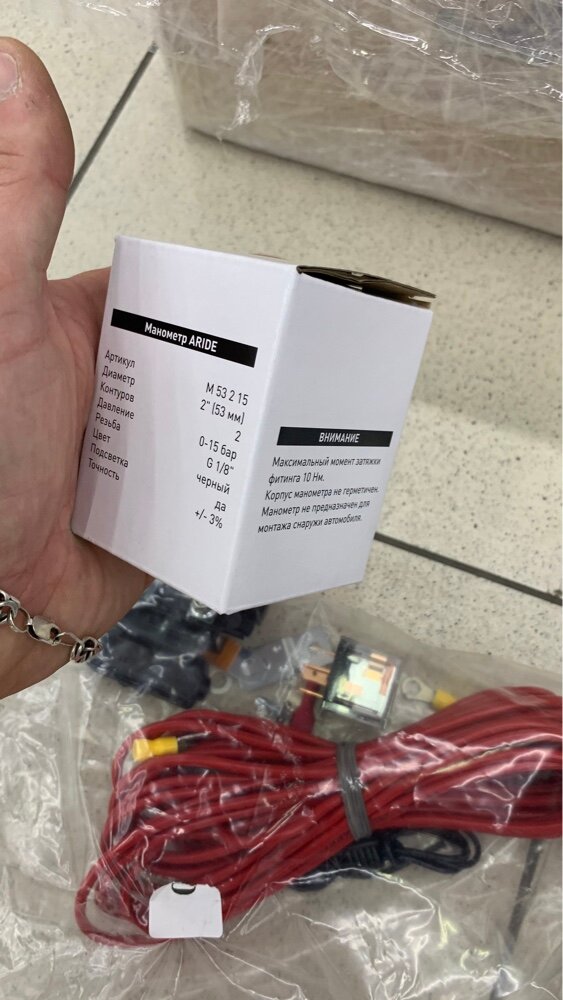 Манометр ARIDE
Артикул M 53 2 15
Диаметр 2" (53 мм)
Контуров 2
Давление 0-15 бар
Резьба G 1/8"
Цвет черный
Подсветка да
Точность +/- 3%
ВНИМАНИЕ
Максимальный момент затяжки
фитинга 10 Нм.
Корпус манометра не герметичен.
Манометр не предназначен для
монтажа снаружи автомобиля.